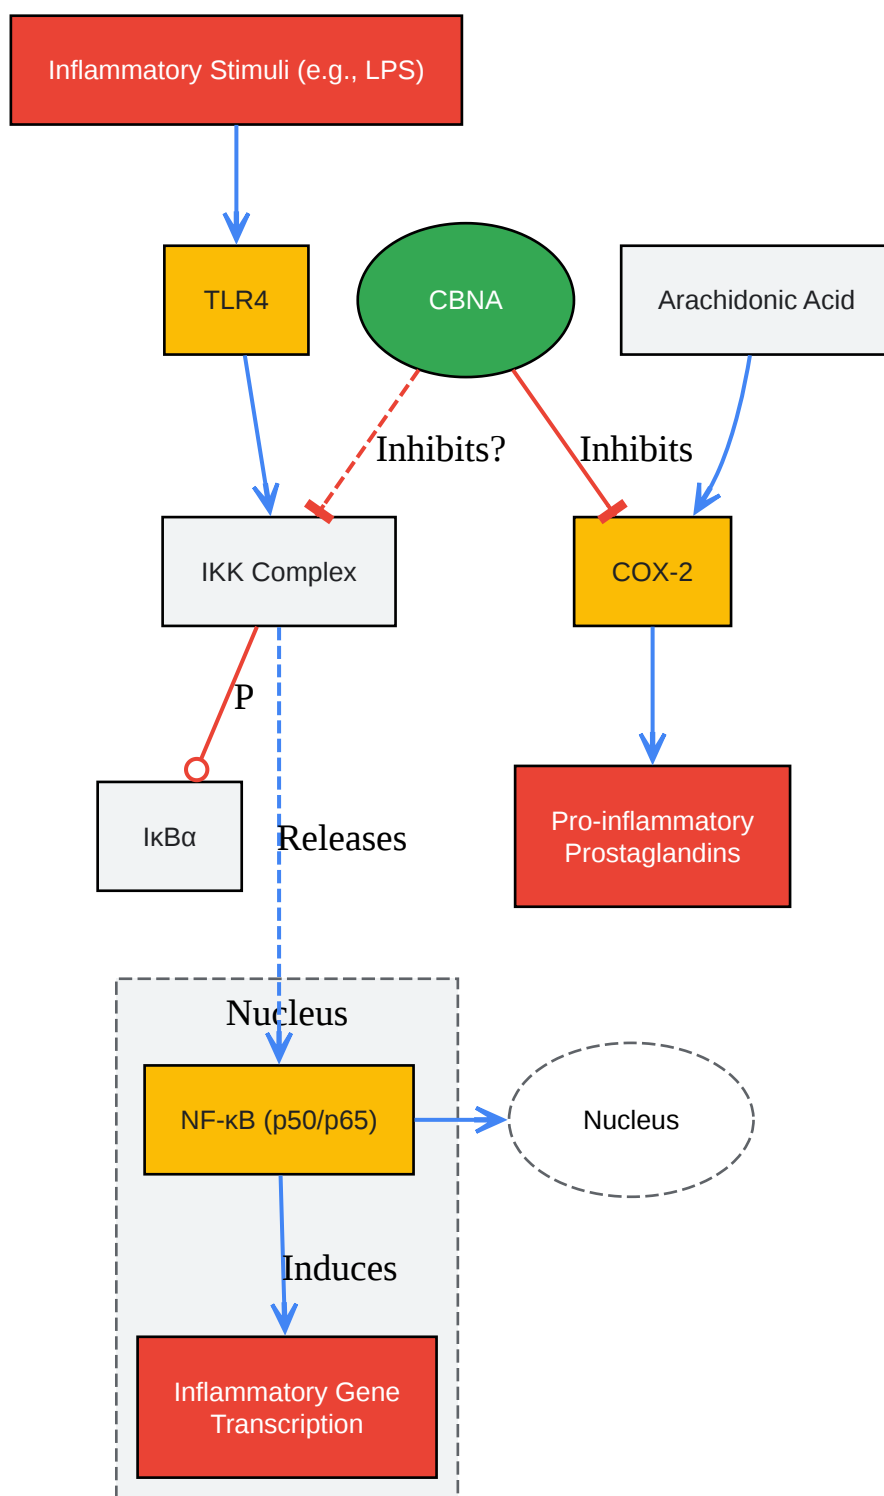 Inflammatory Stimuli (e.g., LPS)
TLR4
CBNA
Arachidonic Acid
Inhibits?
Inhibits
IKK Complex
COX-2
P
IκBα
Releases
Pro-inflammatory
Prostaglandins
Nucleus
NF-κB (p50/p65)
Nucleus
Induces
Inflammatory Gene
Transcription